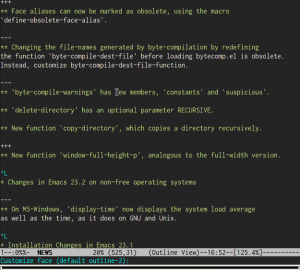 +++
** Face aliases can now be marked as obsolete, using the macro
'define-obsolete-face-alias'.
---
** Changing the file-names generated by byte-compilation by redefining
the function 'byte-compile-dest-file' before loading bytecomp.el is obsolete.
Instead, customize byte-compile-dest-file-function.
---
** 'byte-compile-warnings' has new members, 'constants' and 'suspicious'.
** 'delete-directory' has an optional parameter RECURSIVE.
** New function 'copy-directory', which copies a directory recursively.
+++
** New function 'window-full-height-p', analogous to the full-width version.
^L
* Changes in Emacs 23.2 on non-free operating systems
---
** On MS-Windows, 'display-time' now displays the system load average
as well as the time, as it does on GNU and Unix.
^L
* Installation Changes in Emacs 23.1
1--:0%%- NEWS 20% (525,31) (Outline View)--16:52--[125.4%]---
Customize face (default outline-2):